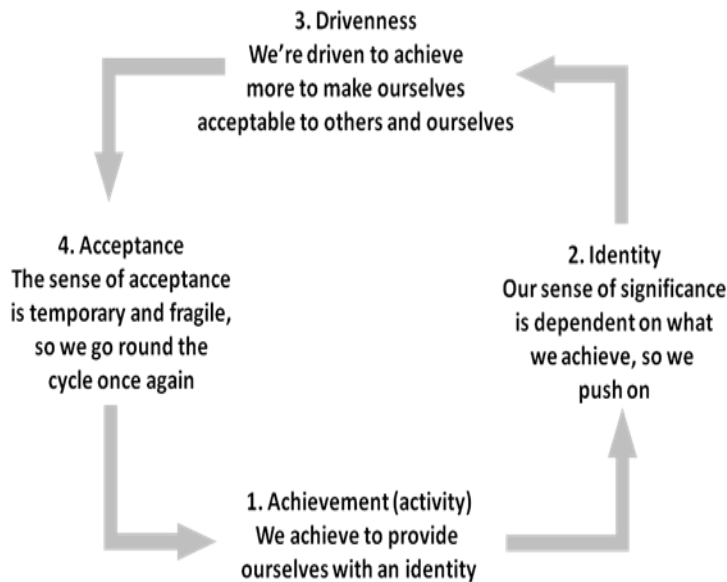 3. Drivenness
We're driven to achieve
more to make ourselves
acceptable to others and ourselves
4. Acceptance
The sense of acceptance
is temporary and fragile,
so we go round the
cycle once again
2. Identity
Our sense of significance
is dependent on what
we achieve, so we
push on
1. Achievement (activity)
We achieve to provide
ourselves with an identity